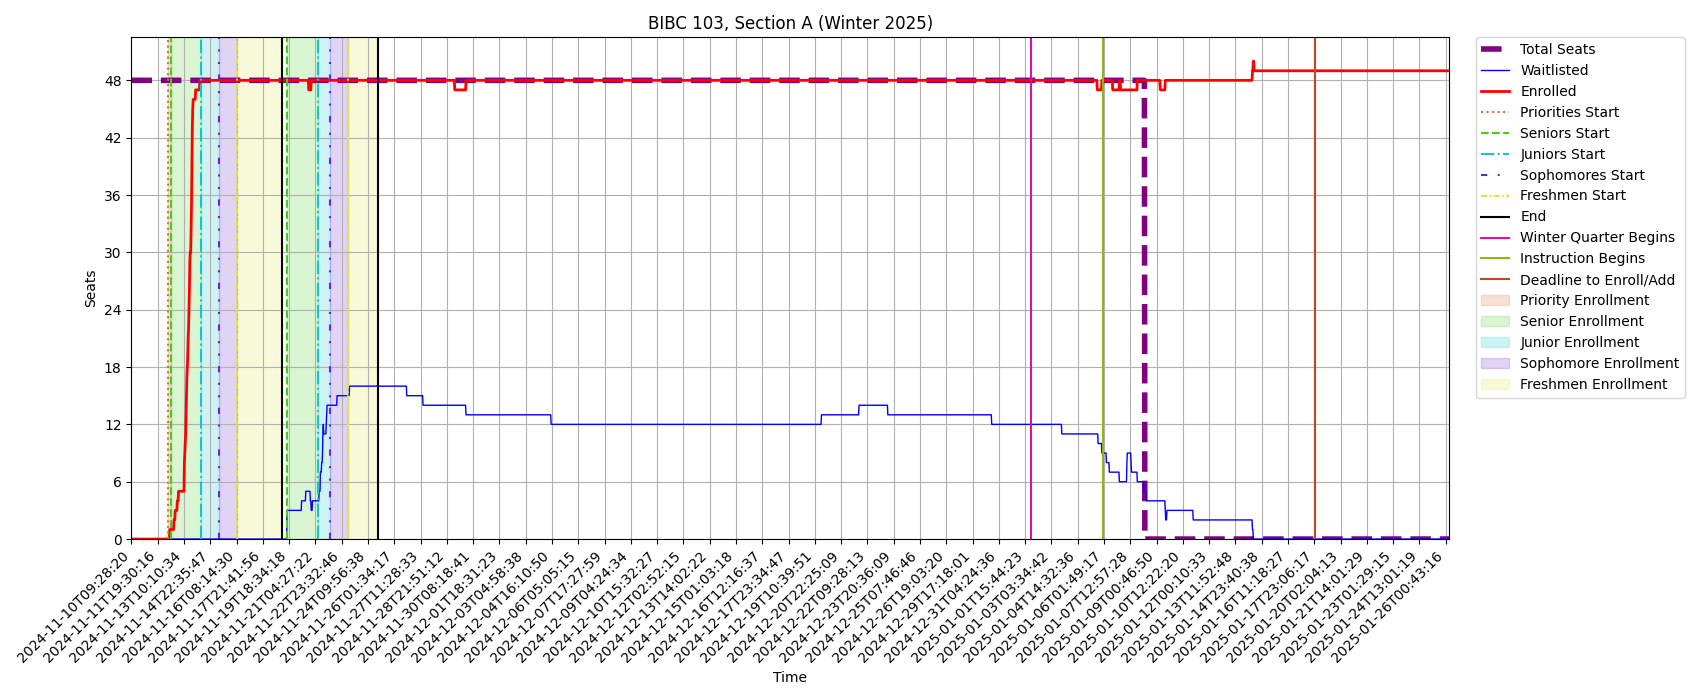 BIBC 103, Section A (Winter 2025)
Seats
48
42
36
30
24
18
12
6
0
2024-11-10T09:28:20
2024-11-11T19:30:16
2024-11-13T10:10:34
2024-11-14T22:35:47
2024-11-16T08:14:30
2024-11-17T21:41:56
2024-11-19T18:34:18
2024-11-21T04:27:22
2024-11-22T23:32:46
2024-11-24T09:56:38
2024-11-26T01:34:17
2024-11-27T11:28:33
2024-11-28T21:51:12
2024-11-30T08:18:41
2024-12-01T18:31:23
2024-12-03T04:58:38
2024-12-04T16:10:50
2024-12-06T05:05:15
2024-12-07T17:27:59
2024-12-09T04:24:34
2024-12-10T15:32:27
2024-12-12T02:52:15
2024-12-13T14:02:22
2024-12-15T01:03:18
2024-12-16T12:16:37
2024-12-17T23:34:47
2024-12-19T10:39:51
2024-12-20T22:25:09
2024-12-22T09:28:13
2024-12-23T20:36:09
2024-12-25T07:46:46
2024-12-26T19:03:20
2024-12-29T17:18:01
2024-12-31T04:24:36
2025-01-01T15:44:23
2025-01-03T03:34:42
2025-01-04T14:32:36
2025-01-06T01:49:17
2025-01-07T12:57:28
2025-01-09T00:46:50
2025-01-10T12:22:20
2025-01-12T00:10:33
2025-01-13T11:52:48
2025-01-14T23:40:38
2025-01-16T11:18:27
2025-01-17T23:06:17
2025-01-20T02:04:13
2025-01-21T14:01:29
2025-01-23T01:29:15
2025-01-24T13:01:19
2025-01-26T00:43:16
Time
Total Seats
Waitlisted
Enrolled
Priorities Start
Seniors Start
Juniors Start
Sophomores Start
Freshmen Start
End
Winter Quarter Begins
Instruction Begins
Deadline to Enroll/Add
Priority Enrollment
Senior Enrollment
Junior Enrollment
Sophomore Enrollment
Freshmen Enrollment